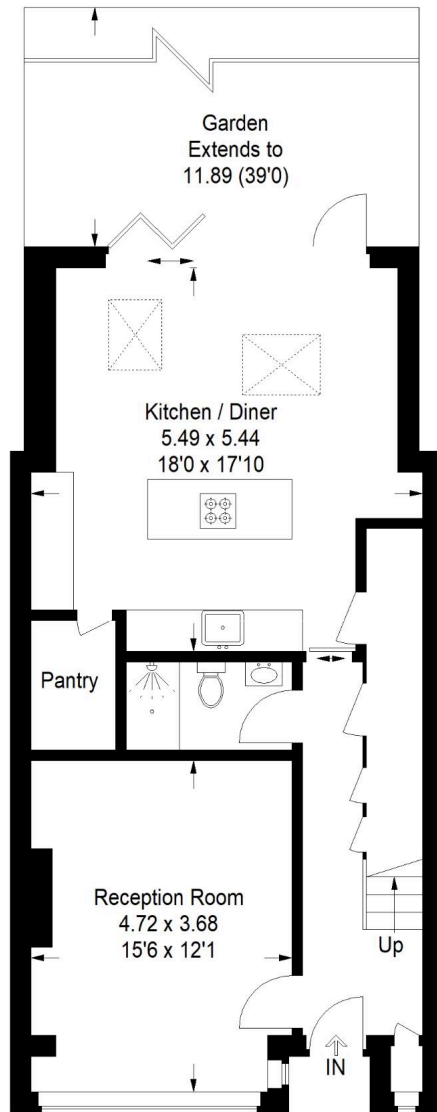 Garden
Extends to
11.89 (39'0)
Kitchen / Diner
5.49 x 5.44
18'0 x 17'10
Pantry
Reception Room
4.72 x 3.68
15'6 x 12'1
Up
IN